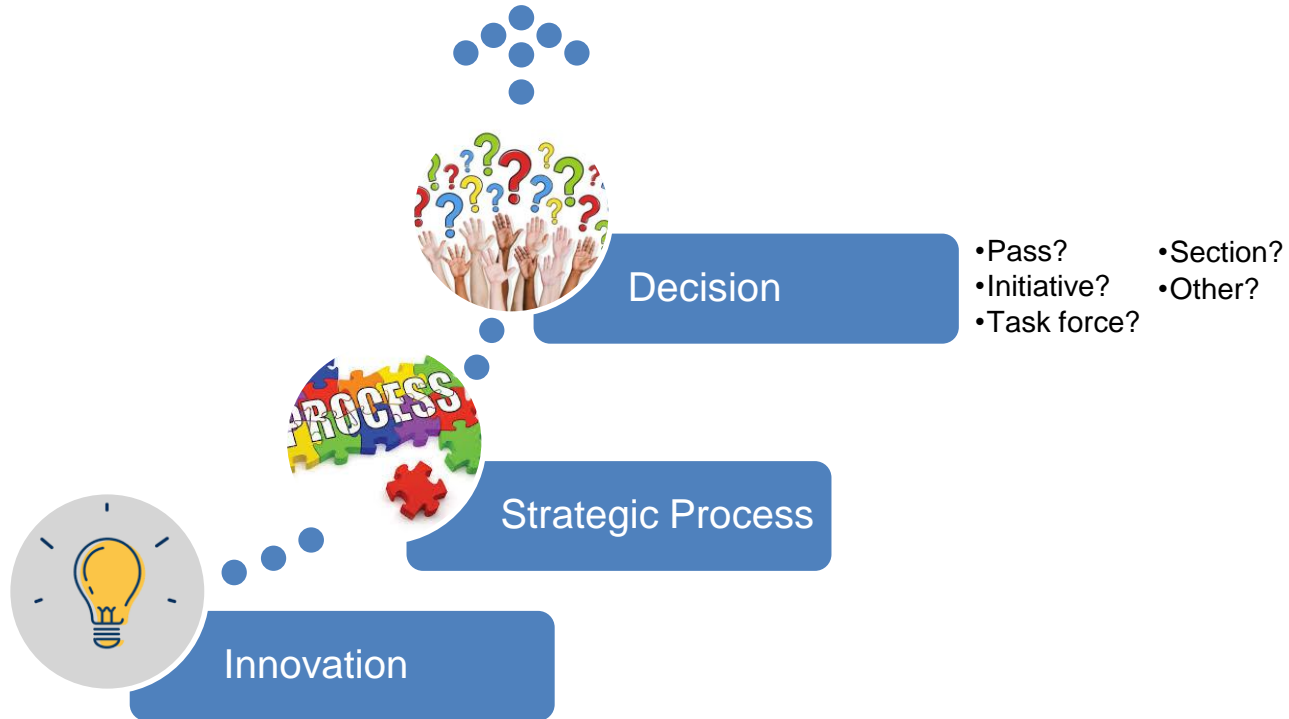 Decision
•Pass?
•Initiative?
•Task force?
•Section?
•Other?
PROCESS
Strategic Process
Innovation